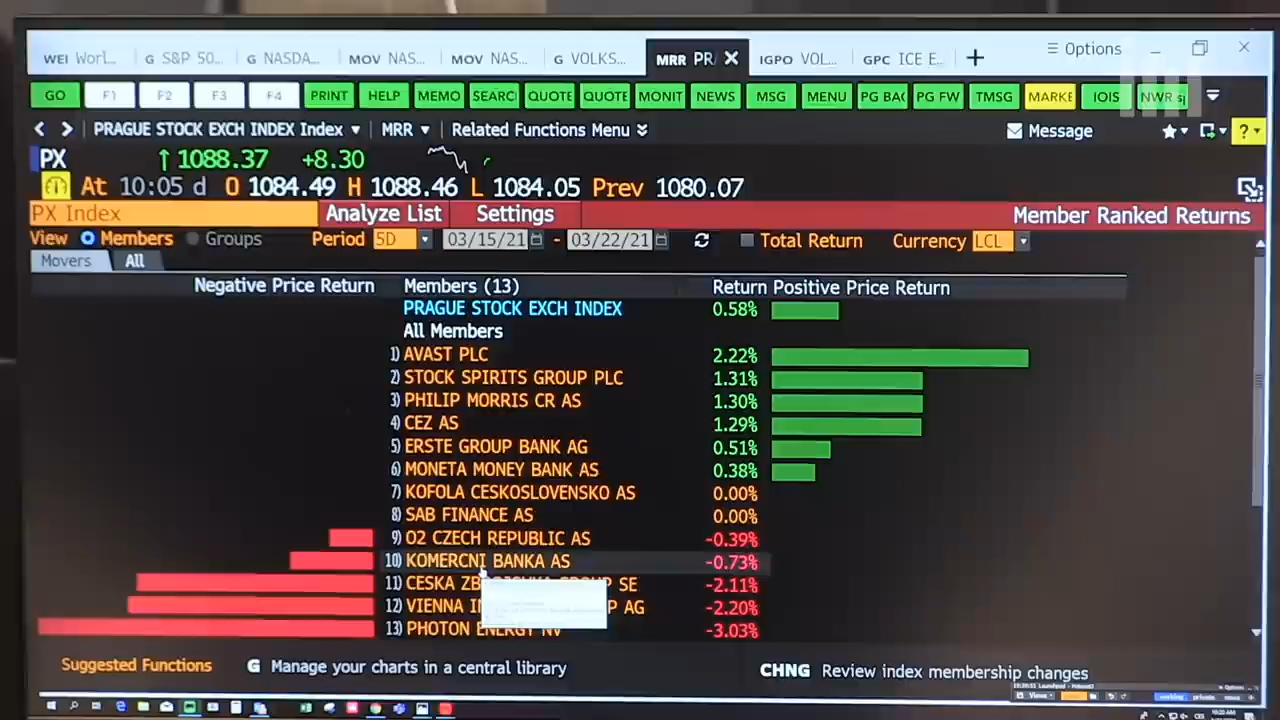 WEI Worl... G S&P 50... G NASDA... MOV NAS... MOV NAS... G VOLKS... MRR PR IGPO VOL... GPC ICE E... Options
GO F1 F2 F3 F4 PRINT HELP MEMO SEARC QUOTE QUOTE MONIT NEWS MSG MENU PG BAC PG FW TMSG MARKE IOIS NWR sp
PRAGUE STOCK EXCH INDEX Index MRR Related Functions Menu Message
PX ↑ 1088.37 +8.30
At 10:05 d O 1084.49 H 1088.46 L 1084.05 Prev 1080.07
PX Index Analyze List Settings Member Ranked Returns
View Members Groups Period 5D 03/15/21 - 03/22/21 Total Return Currency LCL
Movers All
Negative Price Return Members (13) Return Positive Price Return
PRAGUE STOCK EXCH INDEX 0.58%
All Members
1) AVAST PLC 2.22%
2) STOCK SPIRITS GROUP PLC 1.31%
3) PHILIP MORRIS CR AS 1.30%
4) CEZ AS 1.29%
5) ERSTE GROUP BANK AG 0.51%
6) MONETA MONEY BANK AS 0.38%
7) KOFOLA CESKOSLOVENSKO AS 0.00%
8) SAB FINANCE AS 0.00%
9) O2 CZECH REPUBLIC AS -0.39%
10) KOMERCNI BANKA AS -0.73%
11) CESKA ZBROJOVKA GROUP SE -2.11%
12) VIENNA I P AG -2.20%
13) PHOTON ENERGY NV -3.03%
Suggested Functions G Manage your charts in a central library CHNG Review index membership changes